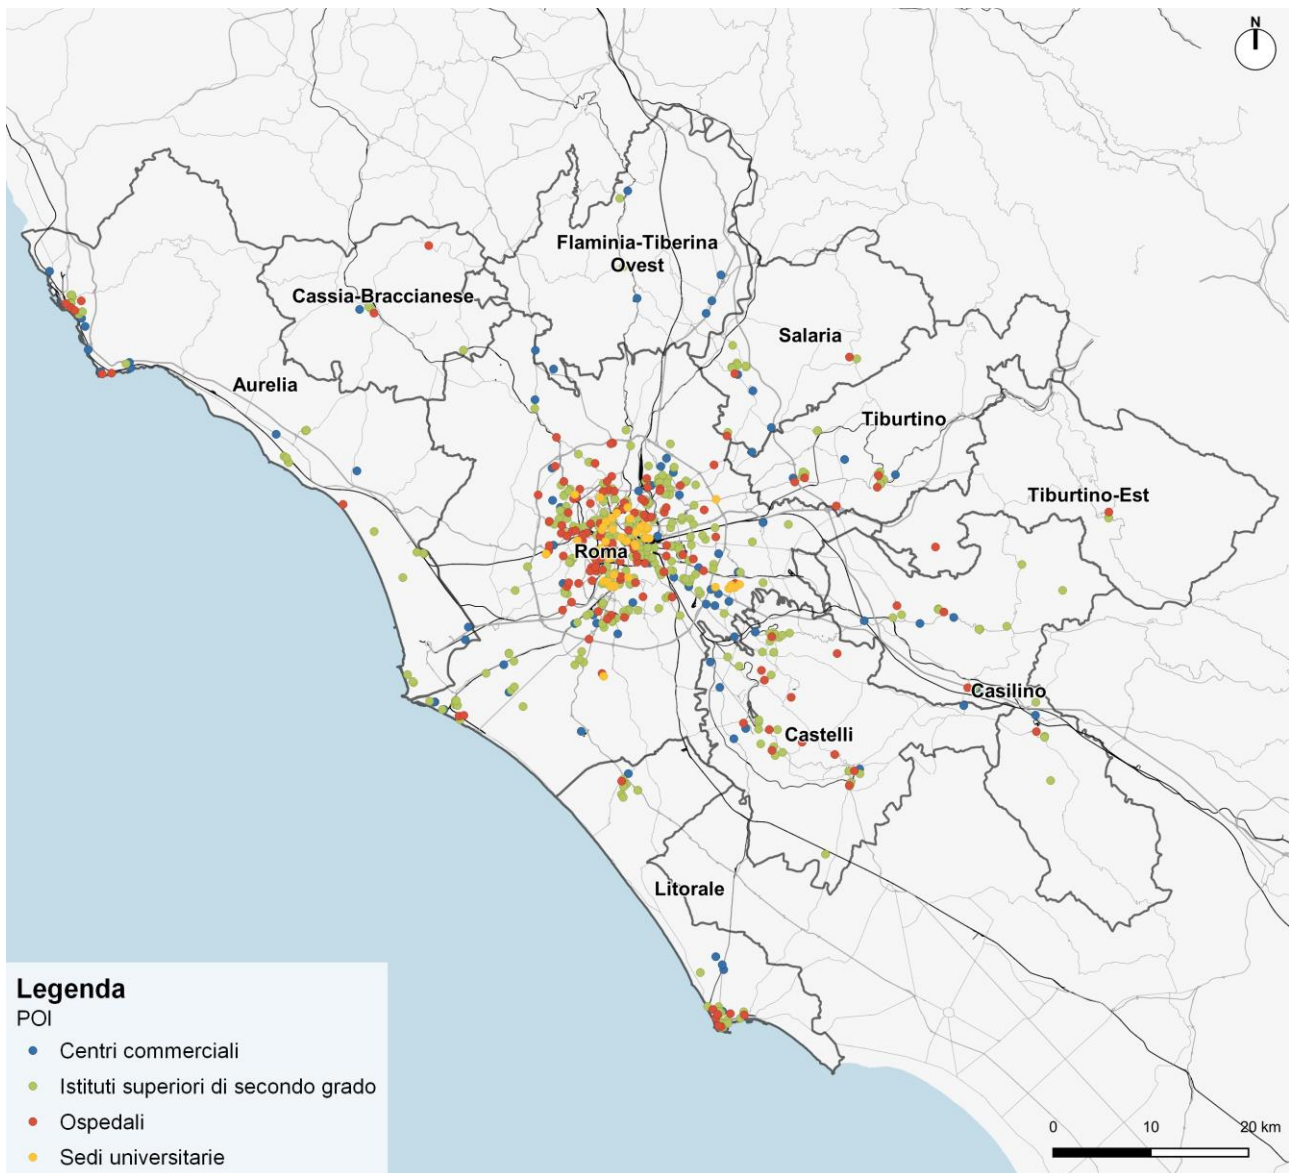 N
Flaminia-Tiberina
Ovest
Cassia-Braccianese
Salaria
Aurelia
Tiburtino
Tiburtino-Est
Roma
Casilino
Castelli
Litorale
Legenda
POI
Centri commerciali
Istituti superiori di secondo grado
Ospedali
Sedi universitarie
0 10 20 km